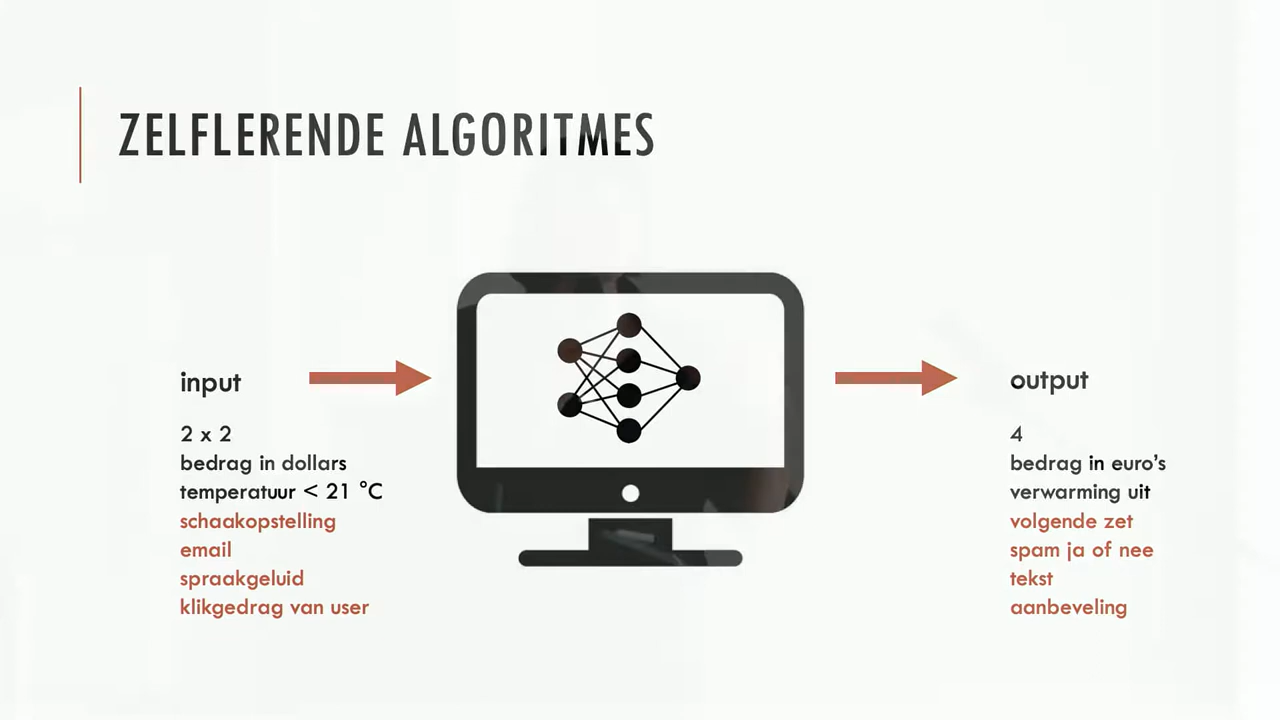 ZELFLERENDE ALGORITMES
input
2 x 2
bedrag in dollars
temperatuur < 21 °C
schaakopstelling
email
spraakgeluid
klikgedrag van user
output
4
bedrag in euro's
verwarming uit
volgende zet
spam ja of nee
tekst
aanbeveling